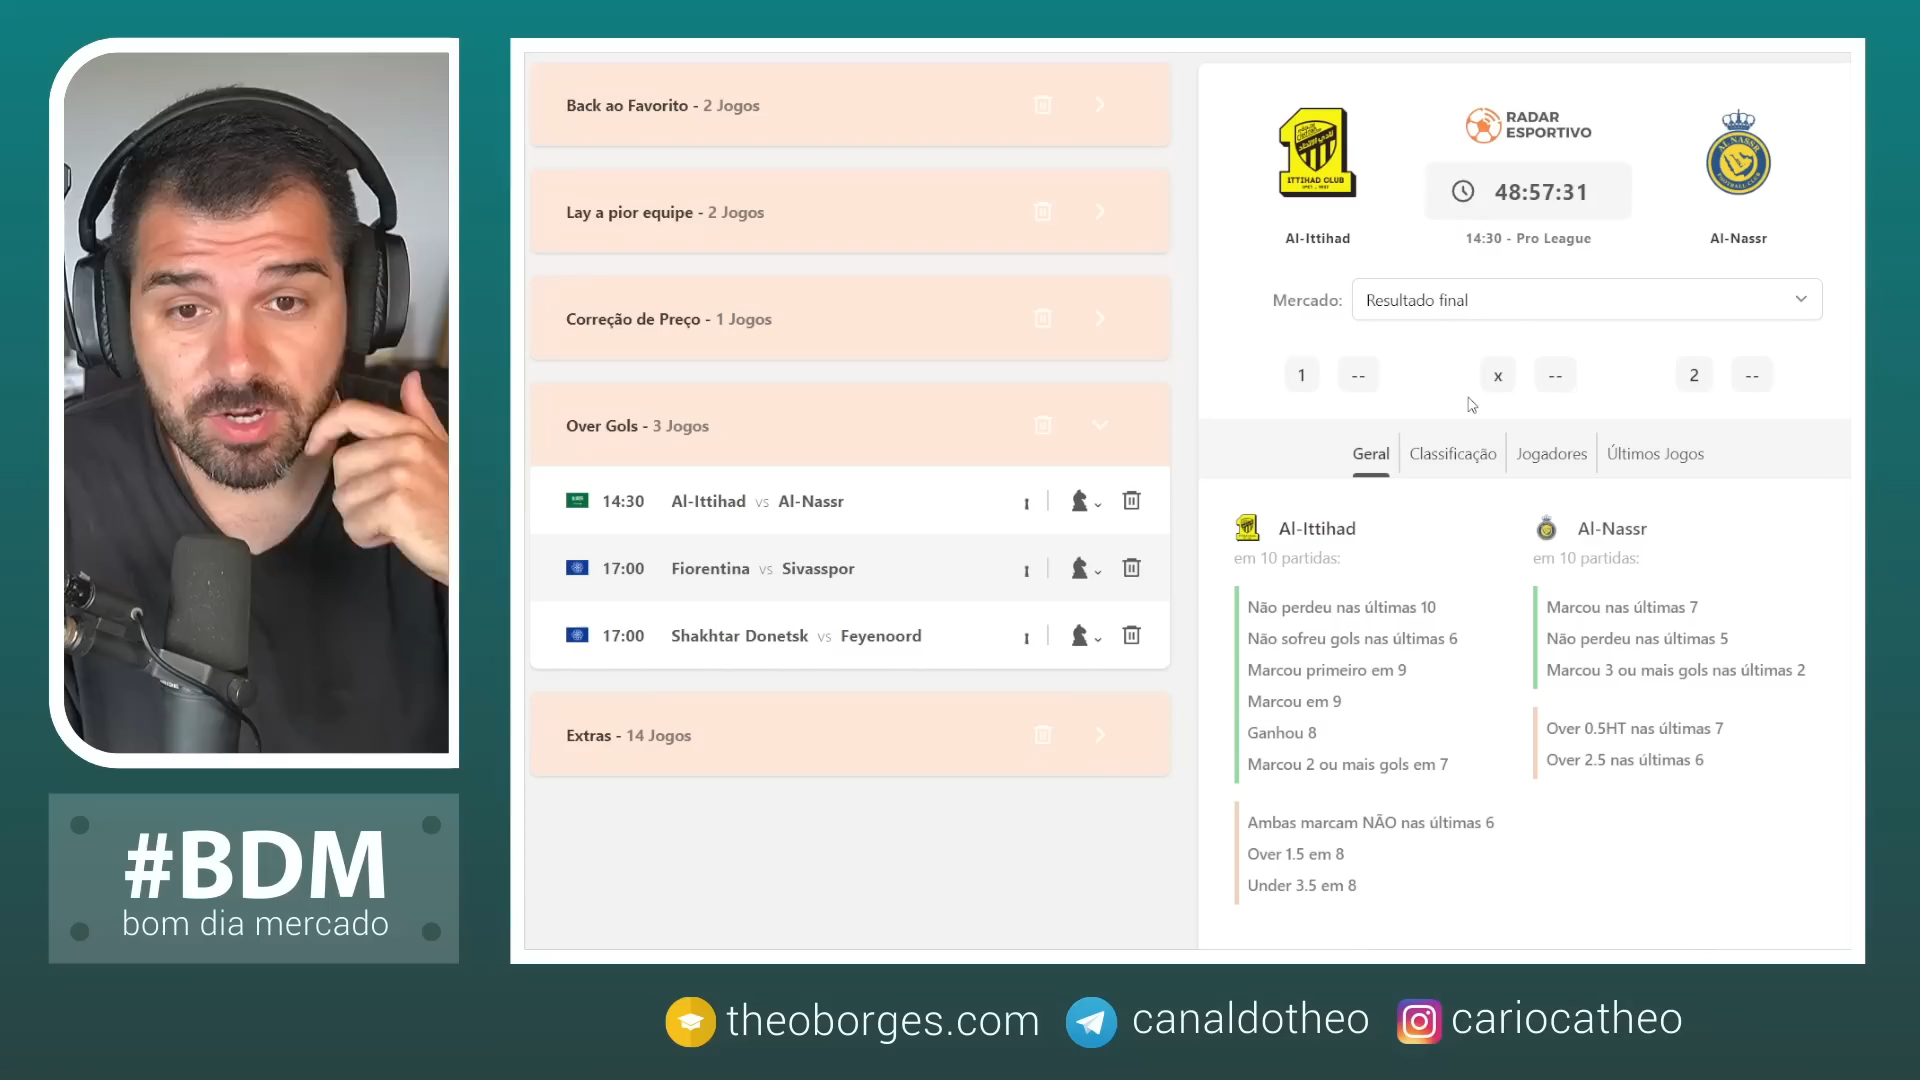 Back ao Favorito - 2 Jogos
Lay a pior equipe - 2 Jogos
Correção de Preço - 1 Jogos
Over Gols - 3 Jogos
14:30 Al-Ittihad vs Al-Nassr
17:00 Fiorentina vs Sivasspor
17:00 Shakhtar Donetsk vs Feyenoord
Extras - 14 Jogos
ITTIHAD CLUB
RADAR
ESPORTIVO
AL NASSR
48:57:31
Al-Ittihad
14:30 - Pro League
Al-Nassr
Mercado: Resultado final
1 -- x -- 2 --
Geral Classificação Jogadores Últimos Jogos
Al-Ittihad
em 10 partidas:
Não perdeu nas últimas 10
Não sofreu gols nas últimas 6
Marcou primeiro em 9
Marcou em 9
Ganhou 8
Marcou 2 ou mais gols em 7
Ambas marcam NÃO nas últimas 6
Over 1.5 em 8
Under 3.5 em 8
Al-Nassr
em 10 partidas:
Marcou nas últimas 7
Não perdeu nas últimas 5
Marcou 3 ou mais gols nas últimas 2
Over 0.5HT nas últimas 7
Over 2.5 nas últimas 6
#BDM
bom dia mercado
theoborges.com
canaldotheo
cariocatheo